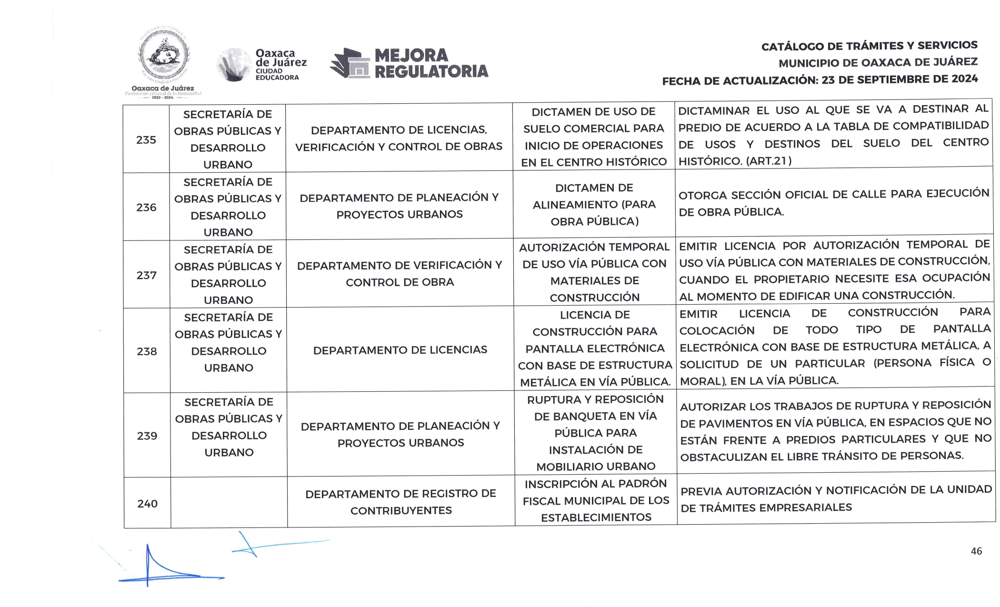 Oaxaca de Juárez
Patrimonio cultural de la humanidad
2022 - 2024
Oaxaca
de Juárez
CIUDAD
EDUCADORA
MEJORA
REGULATORIA
CATÁLOGO DE TRÁMITES Y SERVICIOS
MUNICIPIO DE OAXACA DE JUÁREZ
FECHA DE ACTUALIZACIÓN: 23 DE SEPTIEMBRE DE 2024
235
SECRETARÍA DE
OBRAS PÚBLICAS Y
DESARROLLO
URBANO
DEPARTAMENTO DE LICENCIAS,
VERIFICACIÓN Y CONTROL DE OBRAS
DICTAMEN DE USO DE
SUELO COMERCIAL PARA
INICIO DE OPERACIONES
EN EL CENTRO HISTÓRICO
DICTAMINAR EL USO AL QUE SE VA A DESTINAR AL
PREDIO DE ACUERDO A LA TABLA DE COMPATIBILIDAD
DE USOS Y DESTINOS DEL SUELO DEL CENTRO
HISTÓRICO. (ART.21)
236
SECRETARÍA DE
OBRAS PÚBLICAS Y
DESARROLLO
URBANO
DEPARTAMENTO DE PLANEACIÓN Y
PROYECTOS URBANOS
DICTAMEN DE
ALINEAMIENTO (PARA
OBRA PÚBLICA)
OTORGA SECCIÓN OFICIAL DE CALLE PARA EJECUCIÓN
DE OBRA PÚBLICA.
237
SECRETARÍA DE
OBRAS PÚBLICAS Y
DESARROLLO
URBANO
DEPARTAMENTO DE VERIFICACIÓN Y
CONTROL DE OBRA
AUTORIZACIÓN TEMPORAL
DE USO VÍA PÚBLICA CON
MATERIALES DE
CONSTRUCCIÓN
EMITIR LICENCIA POR AUTORIZACIÓN TEMPORAL DE
USO VÍA PÚBLICA CON MATERIALES DE CONSTRUCCIÓN,
CUANDO EL PROPIETARIO NECESITE ESA OCUPACIÓN
AL MOMENTO DE EDIFICAR UNA CONSTRUCCIÓN.
238
SECRETARÍA DE
OBRAS PÚBLICAS Y
DESARROLLO
URBANO
DEPARTAMENTO DE LICENCIAS
LICENCIA DE
CONSTRUCCIÓN PARA
PANTALLA ELECTRÓNICA
CON BASE DE ESTRUCTURA
METÁLICA EN VÍA PÚBLICA.
EMITIR LICENCIA DE CONSTRUCCIÓN PARA
COLOCACIÓN DE TODO TIPO DE PANTALLA
ELECTRÓNICA CON BASE DE ESTRUCTURA METÁLICA, A
SOLICITUD DE UN PARTICULAR (PERSONA FÍSICA O
MORAL), EN LA VÍA PÚBLICA.
239
SECRETARÍA DE
OBRAS PÚBLICAS Y
DESARROLLO
URBANO
DEPARTAMENTO DE PLANEACIÓN Y
PROYECTOS URBANOS
RUPTURA Y REPOSICIÓN
DE BANQUETA EN VÍA
PÚBLICA PARA
INSTALACIÓN DE
MOBILIARIO URBANO
AUTORIZAR LOS TRABAJOS DE RUPTURA Y REPOSICIÓN
DE PAVIMENTOS EN VÍA PÚBLICA, EN ESPACIOS QUE NO
ESTÁN FRENTE A PREDIOS PARTICULARES Y QUE NO
OBSTACULIZAN EL LIBRE TRÁNSITO DE PERSONAS.
240
DEPARTAMENTO DE REGISTRO DE
CONTRIBUYENTES
INSCRIPCIÓN AL PADRÓN
FISCAL MUNICIPAL DE LOS
ESTABLECIMIENTOS
PREVIA AUTORIZACIÓN Y NOTIFICACIÓN DE LA UNIDAD
DE TRÁMITES EMPRESARIALES
46